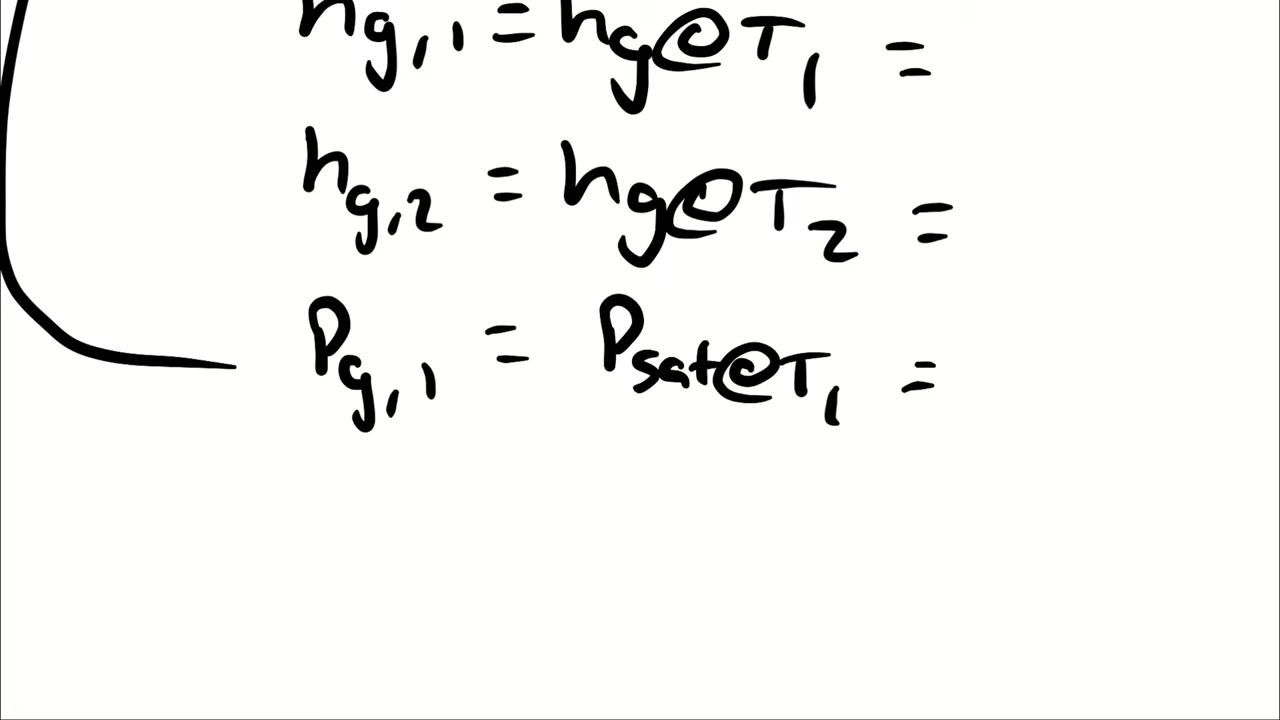 hg,1 = hg@T1 =
hg,2 = hg@T2 =
Pg,1 = Psat@T1 =